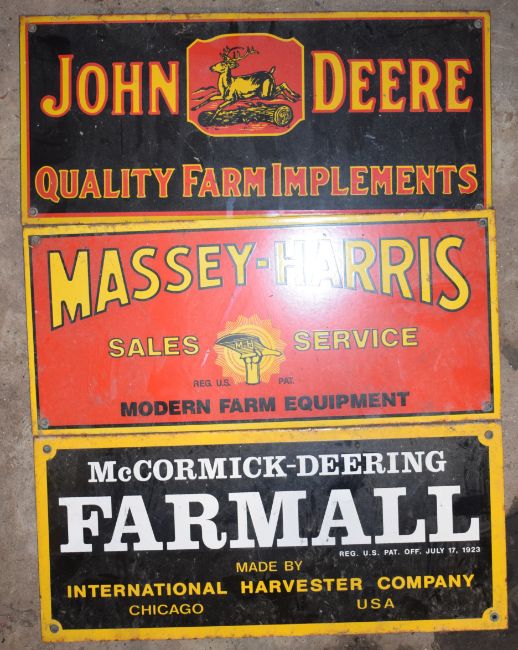 JOHN DEERE
QUALITY FARM IMPLEMENTS
MASSEY-HARRIS
SALES SERVICE
M-H
REG. U.S. PAT.
MODERN FARM EQUIPMENT
McCORMICK-DEERING
FARMALL
REG. U.S. PAT. OFF. JULY 17, 1923
MADE BY
INTERNATIONAL HARVESTER COMPANY
CHICAGO USA